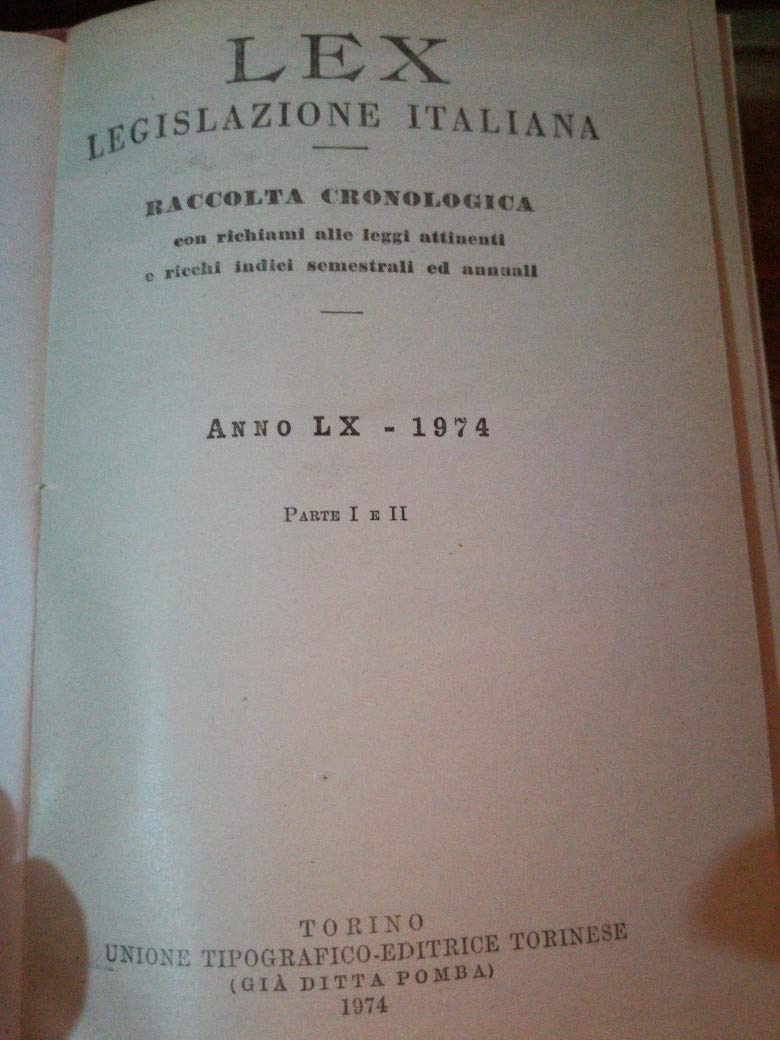 LEX
LEGISLAZIONE ITALIANA
RACCOLTA CRONOLOGICA
con richiami alle leggi attinenti
e ricchi indici semestrali ed annuali
ANNO LX - 1974
PARTE I E II
TORINO
UNIONE TIPOGRAFICO-EDITRICE TORINESE
(GIÀ DITTA POMBA)
1974